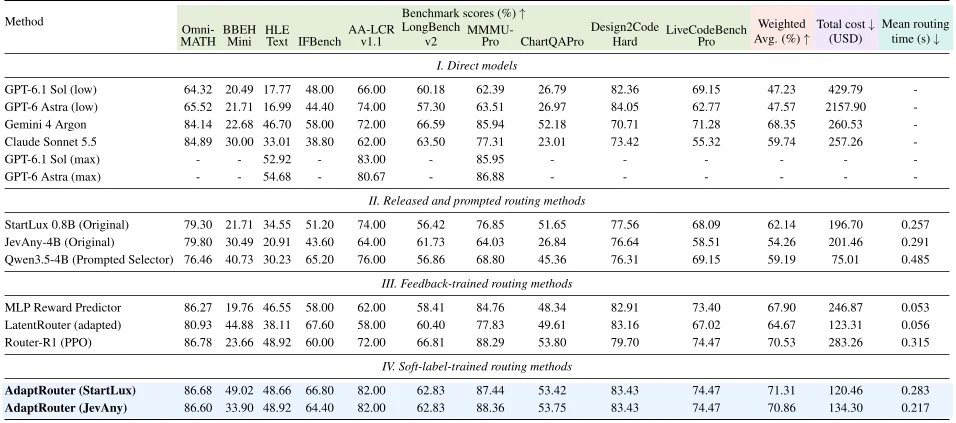 Method Benchmark scores (%) ↑ Weighted Avg. (%) ↑ Total cost ↓ (USD) Mean routing time (s) ↓
Omni-MATH BBEH Mini HLE Text IFBench AA-LCR v1.1 LongBench v2 MMMU-Pro ChartQAPro Design2Code Hard LiveCodeBench Pro
I. Direct models
GPT-6.1 Sol (low) 64.32 20.49 17.77 48.00 66.00 60.18 62.39 26.79 82.36 69.15 47.23 429.79 -
GPT-6 Astra (low) 65.52 21.71 16.99 44.40 74.00 57.30 63.51 26.97 84.05 62.77 47.57 2157.90 -
Gemini 4 Argon 84.14 22.68 46.70 58.00 72.00 66.59 85.94 52.18 70.71 71.28 68.35 260.53 -
Claude Sonnet 5.5 84.89 30.00 33.01 38.80 62.00 63.50 77.31 23.01 73.42 55.32 59.74 257.26 -
GPT-6.1 Sol (max) - - 52.92 - 83.00 - 85.95 - - - - - -
GPT-6 Astra (max) - - 54.68 - 80.67 - 86.88 - - - - - -
II. Released and prompted routing methods
StartLux 0.8B (Original) 79.30 21.71 34.55 51.20 74.00 56.42 76.85 51.65 77.56 68.09 62.14 196.70 0.257
JevAny-4B (Original) 79.80 30.49 20.91 43.60 64.00 61.73 64.03 26.84 76.64 58.51 54.26 201.46 0.291
Qwen3.5-4B (Prompted Selector) 76.46 40.73 30.23 65.20 76.00 56.86 68.80 45.36 76.31 69.15 59.19 75.01 0.485
III. Feedback-trained routing methods
MLP Reward Predictor 86.27 19.76 46.55 58.00 62.00 58.41 84.76 48.34 82.91 73.40 67.90 246.87 0.053
LatentRouter (adapted) 80.93 44.88 38.11 67.60 58.00 60.40 77.83 49.61 83.16 67.02 64.67 123.31 0.056
Router-R1 (PPO) 86.78 23.66 48.92 60.00 72.00 66.81 88.29 53.80 79.70 74.47 70.53 283.26 0.315
IV. Soft-label-trained routing methods
AdaptRouter (StartLux) 86.68 49.02 48.66 66.80 82.00 62.83 87.44 53.42 83.43 74.47 71.31 120.46 0.283
AdaptRouter (JevAny) 86.60 33.90 48.92 64.40 82.00 62.83 88.36 53.75 83.43 74.47 70.86 134.30 0.217